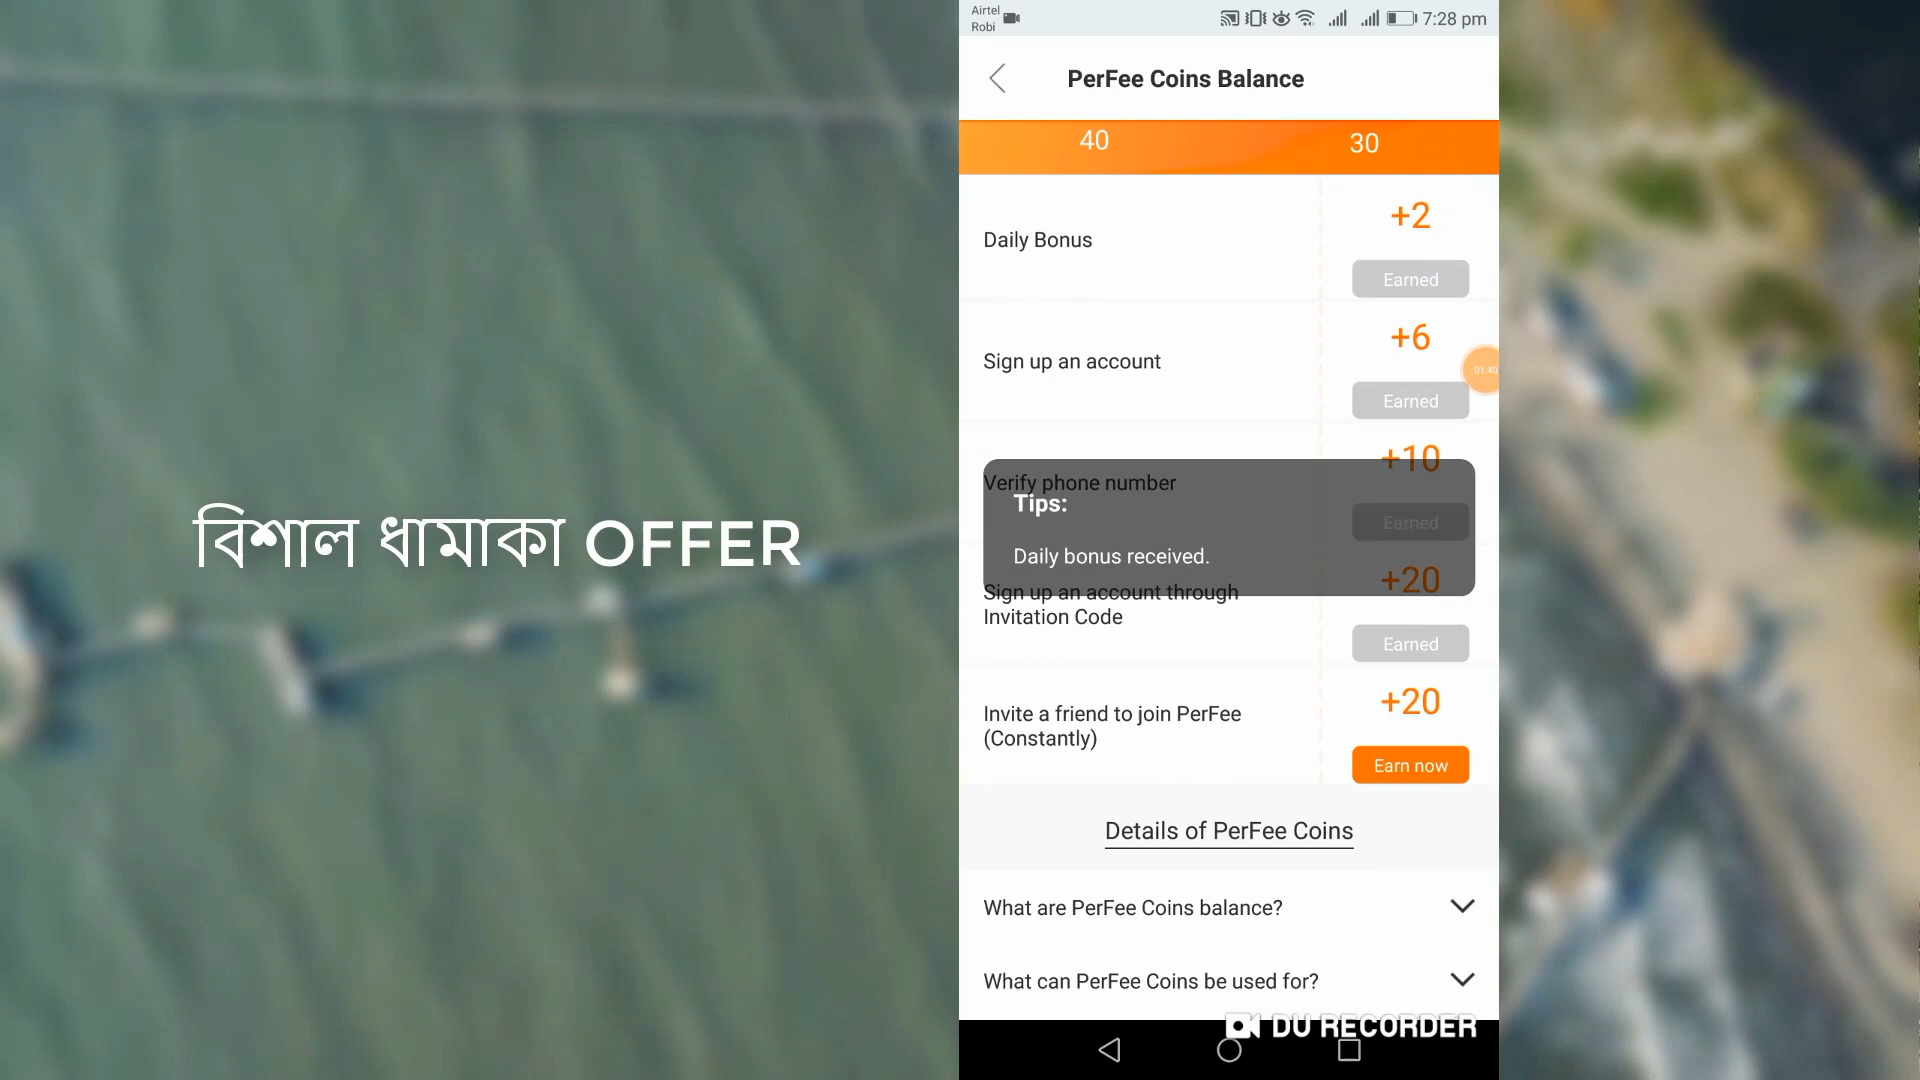 Airtel
Robi
7:28 pm
PerFee Coins Balance
40
30
Daily Bonus
+2
Earned
Sign up an account
+6
01:40
Earned
Verify phone number
+10
Tips:
Earned
Daily bonus received.
Sign up an account through
Invitation Code
+20
Earned
Invite a friend to join PerFee
(Constantly)
+20
Earn now
Details of PerFee Coins
What are PerFee Coins balance?
What can PerFee Coins be used for?
DU RECORDER
বিশাল ধামাকা OFFER